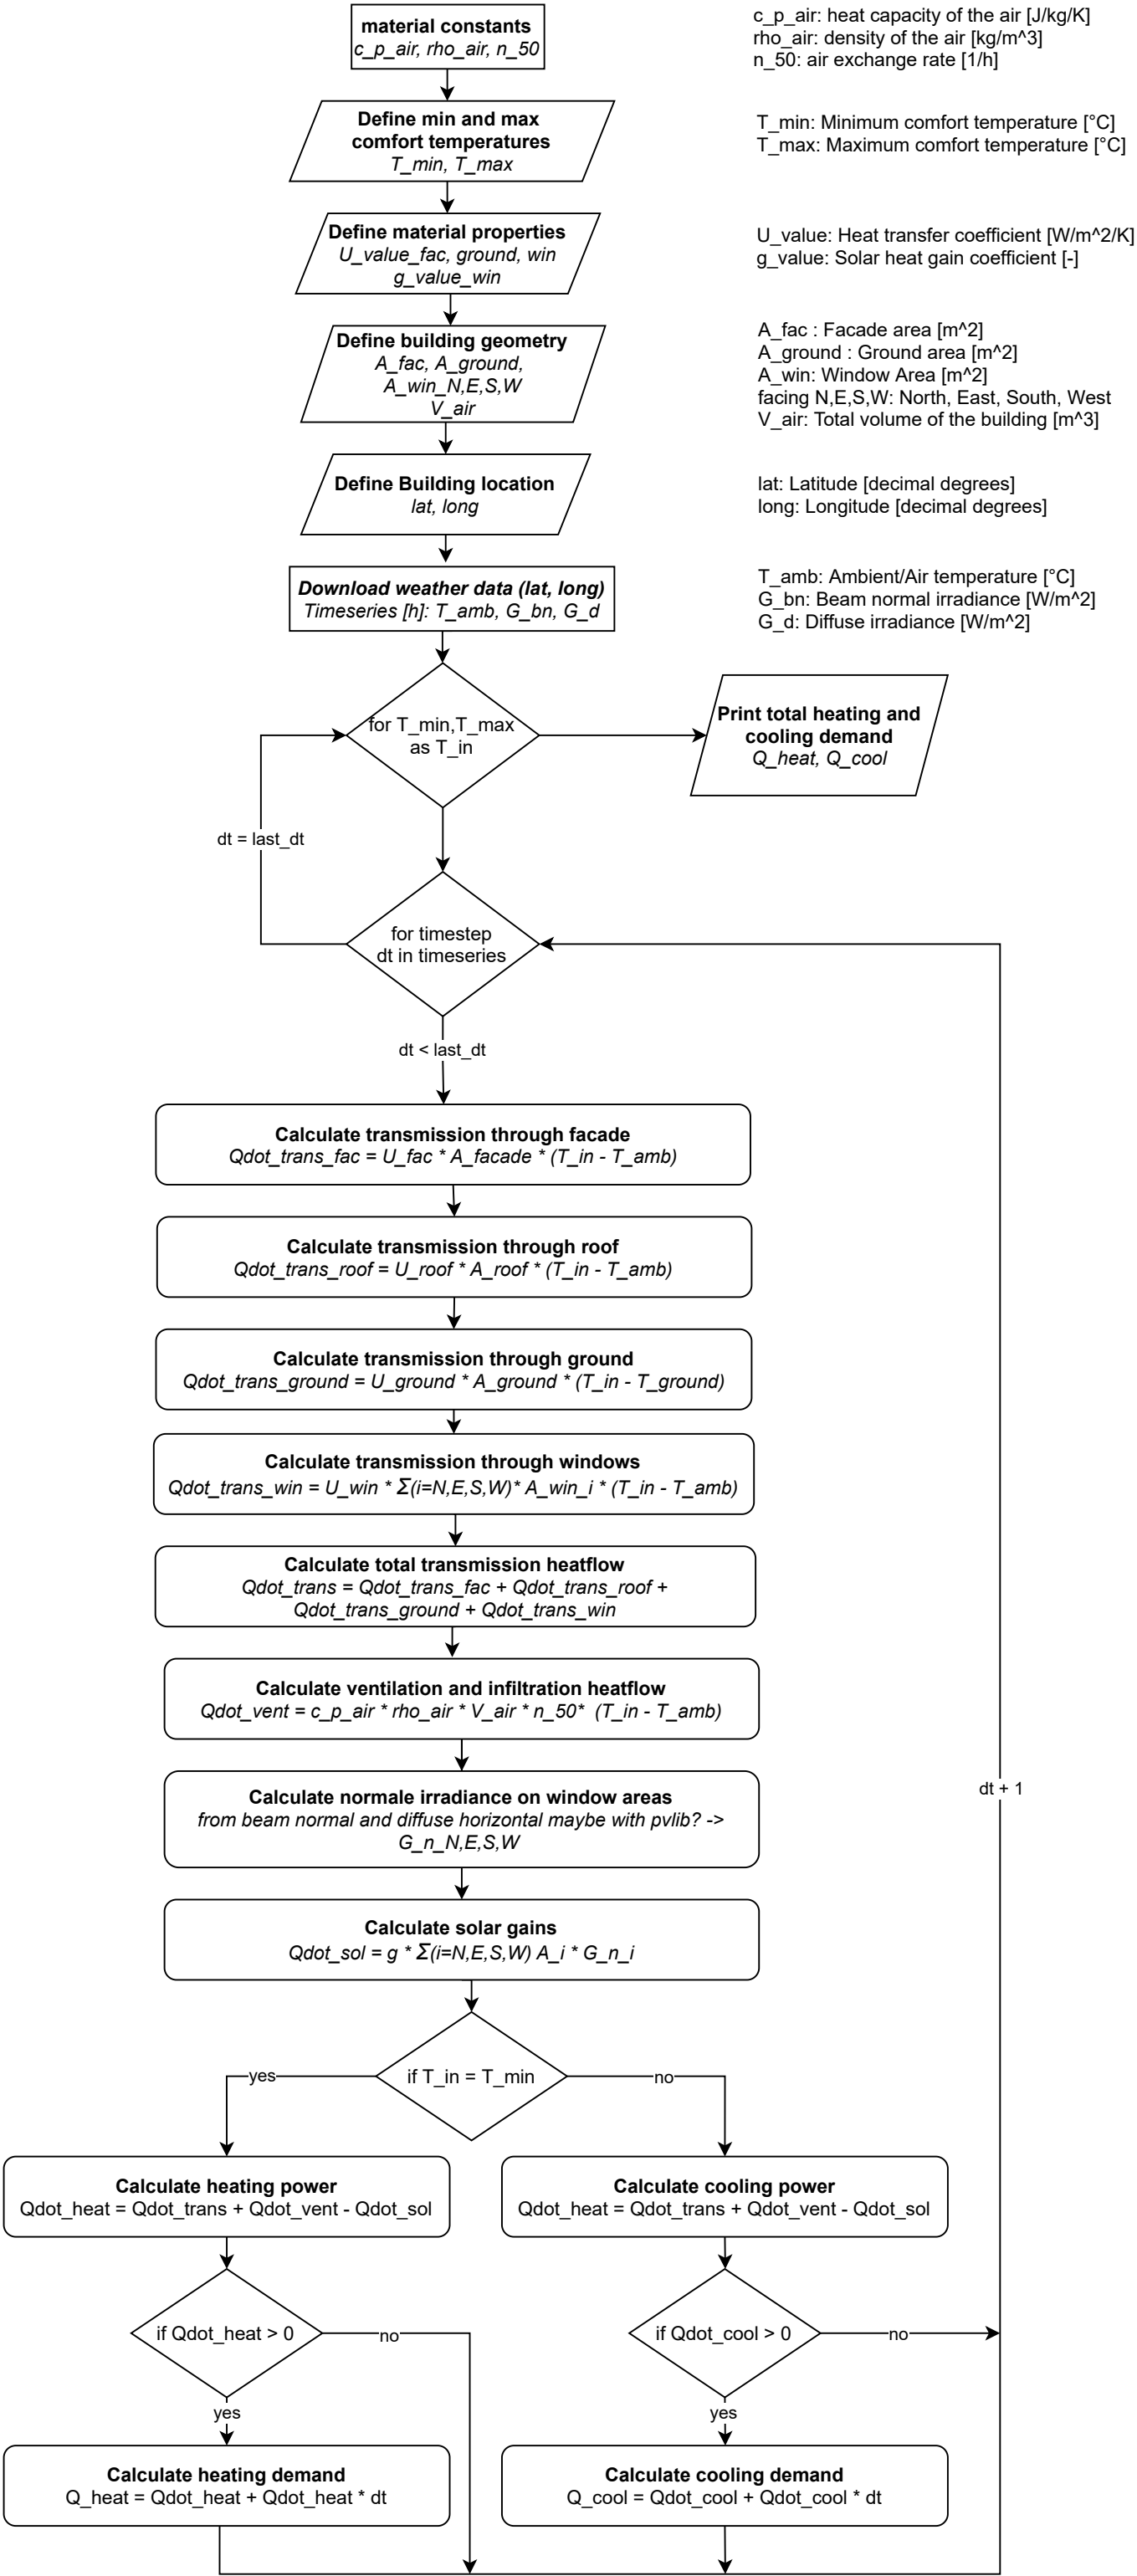 material constants
c_p_air, rho_air, n_50
c_p_air: heat capacity of the air [J/kg/K]
rho_air: density of the air [kg/m^3]
n_50: air exchange rate [1/h]
Define min and max
comfort temperatures
T_min, T_max
T_min: Minimum comfort temperature [°C]
T_max: Maximum comfort temperature [°C]
Define material properties
U_value_fac, ground, win
g_value_win
U_value: Heat transfer coefficient [W/m^2/K]
g_value: Solar heat gain coefficient [-]
Define building geometry
A_fac, A_ground,
A_win_N,E,S,W
V_air
A_fac : Facade area [m^2]
A_ground : Ground area [m^2]
A_win: Window Area [m^2]
facing N,E,S,W: North, East, South, West
V_air: Total volume of the building [m^3]
Define Building location
lat, long
lat: Latitude [decimal degrees]
long: Longitude [decimal degrees]
Download weather data (lat, long)
Timeseries [h]: T_amb, G_bn, G_d
T_amb: Ambient/Air temperature [°C]
G_bn: Beam normal irradiance [W/m^2]
G_d: Diffuse irradiance [W/m^2]
for T_min,T_max
as T_in
Print total heating and
cooling demand
Q_heat, Q_cool
dt = last_dt
for timestep
dt in timeseries
dt < last_dt
Calculate transmission through facade
Qdot_trans_fac = U_fac * A_facade * (T_in - T_amb)
Calculate transmission through roof
Qdot_trans_roof = U_roof * A_roof * (T_in - T_amb)
Calculate transmission through ground
Qdot_trans_ground = U_ground * A_ground * (T_in - T_ground)
Calculate transmission through windows
Qdot_trans_win = U_win * Σ(i=N,E,S,W)* A_win_i * (T_in - T_amb)
Calculate total transmission heatflow
Qdot_trans = Qdot_trans_fac + Qdot_trans_roof +
Qdot_trans_ground + Qdot_trans_win
Calculate ventilation and infiltration heatflow
Qdot_vent = c_p_air * rho_air * V_air * n_50* (T_in - T_amb)
Calculate normale irradiance on window areas
from beam normal and diffuse horizontal maybe with pvlib? ->
G_n_N,E,S,W
dt + 1
Calculate solar gains
Qdot_sol = g * Σ(i=N,E,S,W) A_i * G_n_i
if T_in = T_min
yes
no
Calculate heating power
Qdot_heat = Qdot_trans + Qdot_vent - Qdot_sol
Calculate cooling power
Qdot_heat = Qdot_trans + Qdot_vent - Qdot_sol
if Qdot_heat > 0
no
if Qdot_cool > 0
no
yes
yes
Calculate heating demand
Q_heat = Qdot_heat + Qdot_heat * dt
Calculate cooling demand
Q_cool = Qdot_cool + Qdot_cool * dt